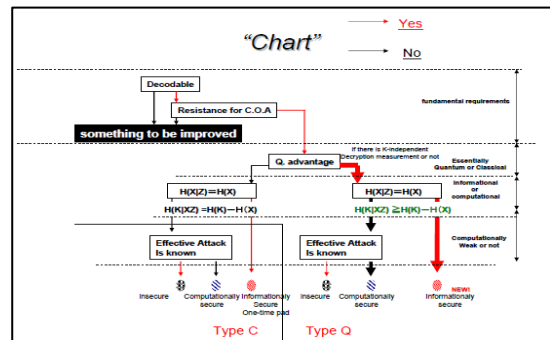 Yes
"Chart"
No
Decodable
Resistance for C.O.A
fundamental requirements
something to be improved
If there is K-independent
Decryption measurement or not
Q. advantage
Essentially
Quantum or Classical
H(X|Z)=H(X)
H(X|Z)=H(X)
Informational
or
computational
H(K|XZ)=H(K)-H(X)
H(K|XZ)≧H(K)-H(X)
Computationally
Weak or not
Effective Attack
Is known
Effective Attack
Is known
NEW!
Insecure
Computationally
secure
Informationaly
Secure
One-time pad
Insecure
Computationally
secure
Informationaly
secure
Type C
Type Q